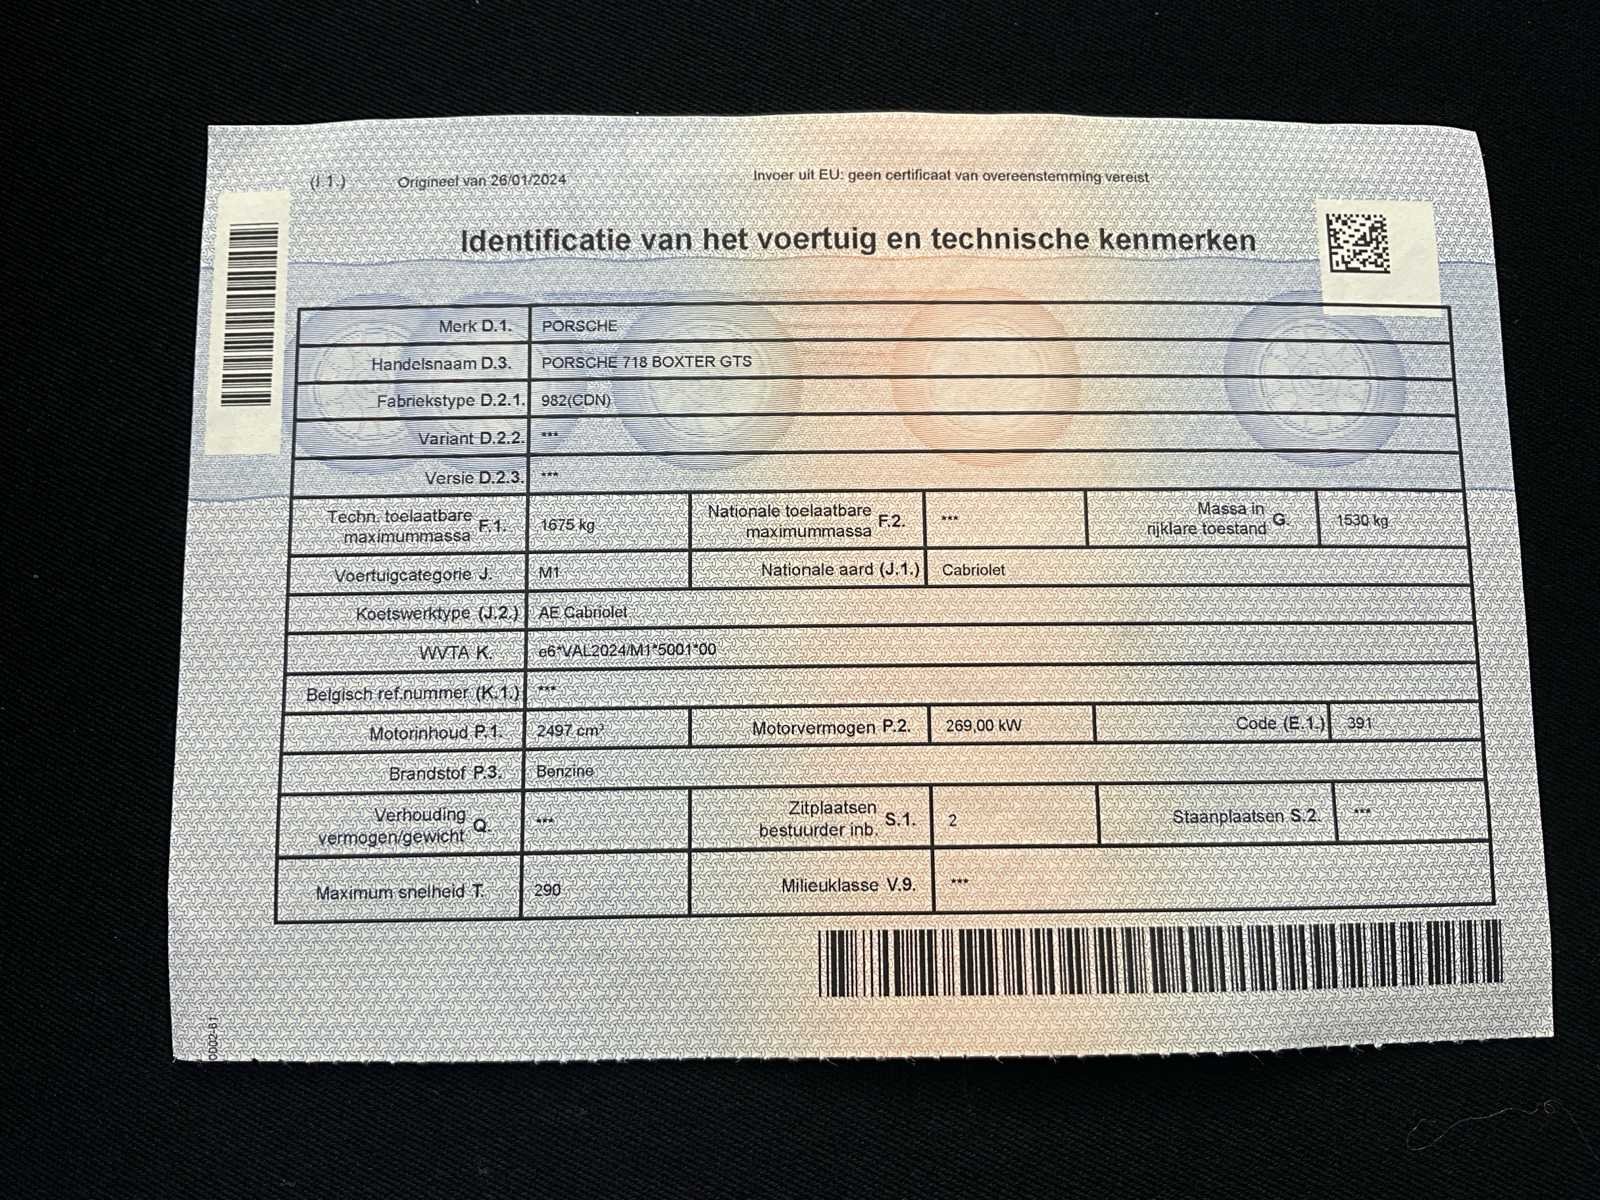 (I 1.) Origineel van 26/01/2024 Invoer uit EU: geen certificaat van overeenstemming vereist
Identificatie van het voertuig en technische kenmerken
Merk D.1. PORSCHE
Handelsnaam D.3. PORSCHE 718 BOXTER GTS
Fabriekstype D.2.1. 982(CDN)
Variant D.2.2. ***
Versie D.2.3. ***
Techn. toelaatbare maximummassa F.1. 1675 kg Nationale toelaatbare maximummassa F.2. *** Massa in rijklare toestand G. 1530 kg
Voertuigcategorie J. M1 Nationale aard (J.1.) Cabriolet
Koetswerktype (J.2.) AE Cabriolet
WVTA K. e6*VAL2024/M1*5001*00
Belgisch ref.nummer (K.1.) ***
Motorinhoud P.1. 2497 cm³ Motorvermogen P.2. 269,00 kW Code (E.1.) 391
Brandstof P.3. Benzine
Verhouding vermogen/gewicht Q. *** Zitplaatsen bestuurder inb. S.1. 2 Staanplaatsen S.2. ***
Maximum snelheid T. 290 Milieuklasse V.9. ***
0002-61